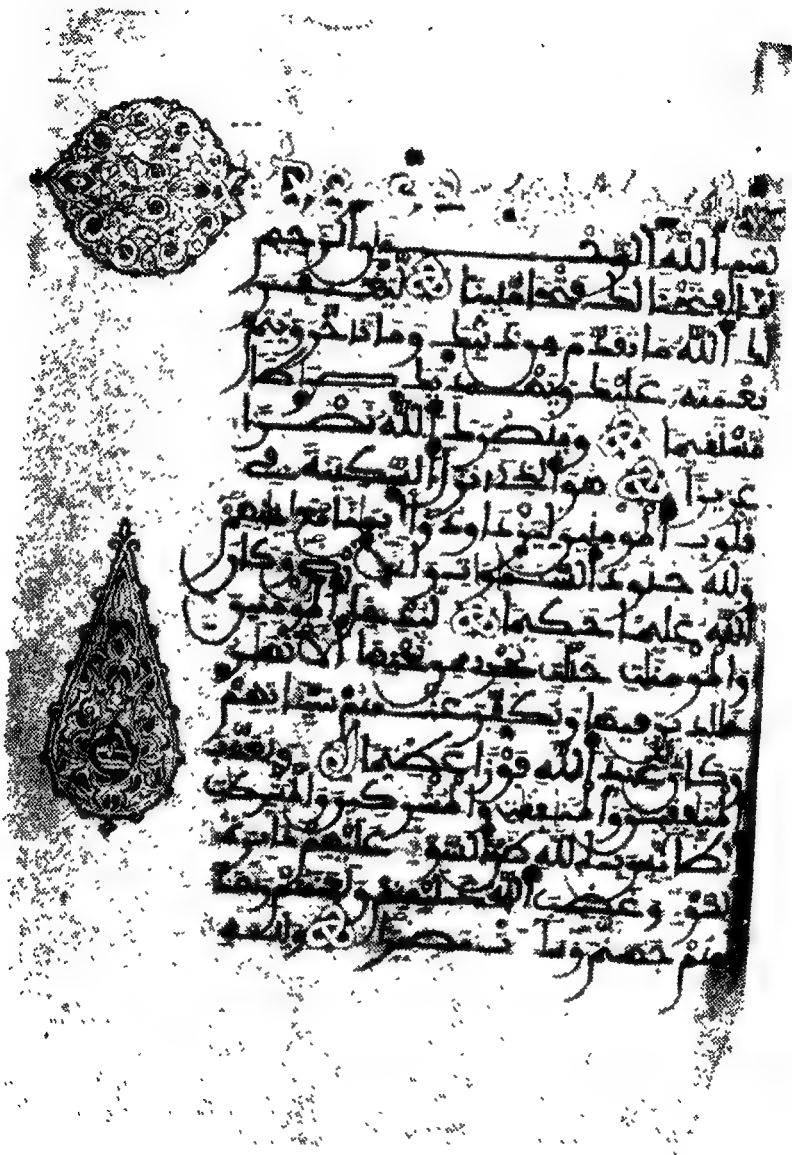 بسم الله الرحمن الرحيم
انا فتحنا لك فتحا مبينا ليغفر
لك الله ما تقدم من ذنبك وما تاخر ويتم
نعمته عليك ويهديك صراطا
مستقيما وينصرك الله نصرا
عزيزا هو الذي انزل السكينة في
قلوب المومنين ليزدادوا ايمنا مع ايمنهم
ولله جنود السموت والارض وكان
الله عليما حكيما ليدخل المومنين
والمومنت جنت تجري من تحتها الانهر
خلدين فيها ويكفر عنهم سياتهم
وكان ذلك عند الله فوزا عظيما ويعذب
المنفقين والمنفقت والمشركين والمشركت
الظانين بالله ظن السوء عليهم دائرة
السوء وغضب الله عليهم ولعنهم واعد
لهم جهنم وساءت مصيرا ولله